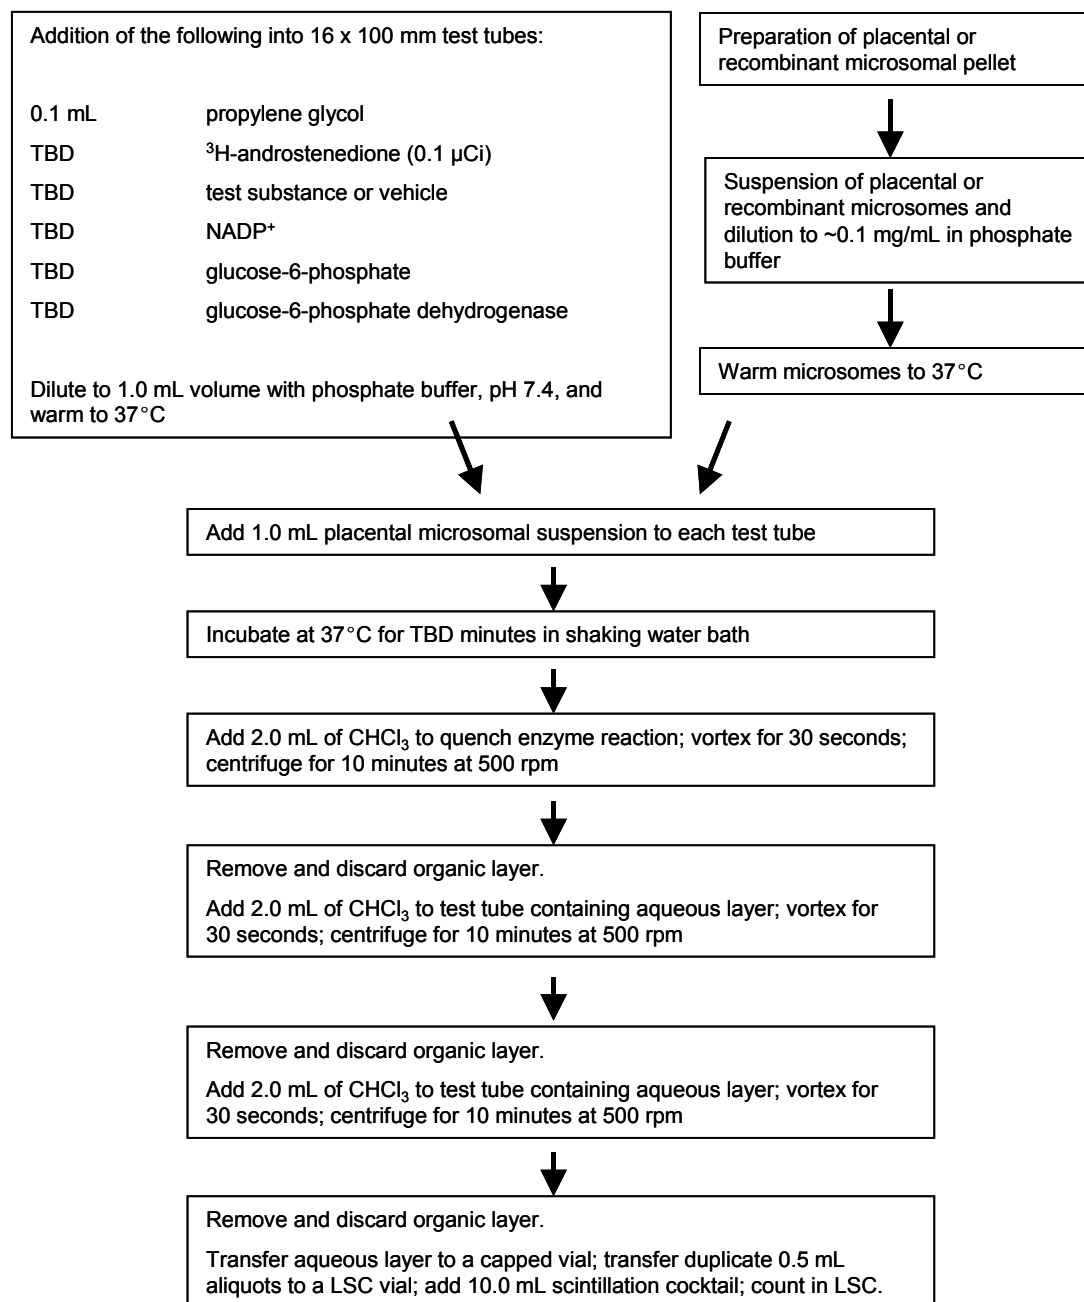 Addition of the following into 16 x 100 mm test tubes:
0.1 mL propylene glycol
TBD ³H-androstenedione (0.1 µCi)
TBD test substance or vehicle
TBD NADP⁺
TBD glucose-6-phosphate
TBD glucose-6-phosphate dehydrogenase
Dilute to 1.0 mL volume with phosphate buffer, pH 7.4, and
warm to 37°C
Preparation of placental or
recombinant microsomal pellet
Suspension of placental or
recombinant microsomes and
dilution to ~0.1 mg/mL in phosphate
buffer
Warm microsomes to 37°C
Add 1.0 mL placental microsomal suspension to each test tube
Incubate at 37°C for TBD minutes in shaking water bath
Add 2.0 mL of CHCl₃ to quench enzyme reaction; vortex for 30 seconds;
centrifuge for 10 minutes at 500 rpm
Remove and discard organic layer.
Add 2.0 mL of CHCl₃ to test tube containing aqueous layer; vortex for
30 seconds; centrifuge for 10 minutes at 500 rpm
Remove and discard organic layer.
Add 2.0 mL of CHCl₃ to test tube containing aqueous layer; vortex for
30 seconds; centrifuge for 10 minutes at 500 rpm
Remove and discard organic layer.
Transfer aqueous layer to a capped vial; transfer duplicate 0.5 mL
aliquots to a LSC vial; add 10.0 mL scintillation cocktail; count in LSC.